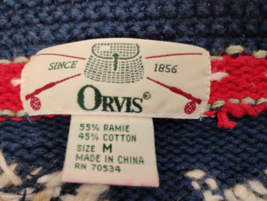 SINCE 1856
ORVIS®
55% RAMIE
45% COTTON
SIZE M
MADE IN CHINA
RN 70534